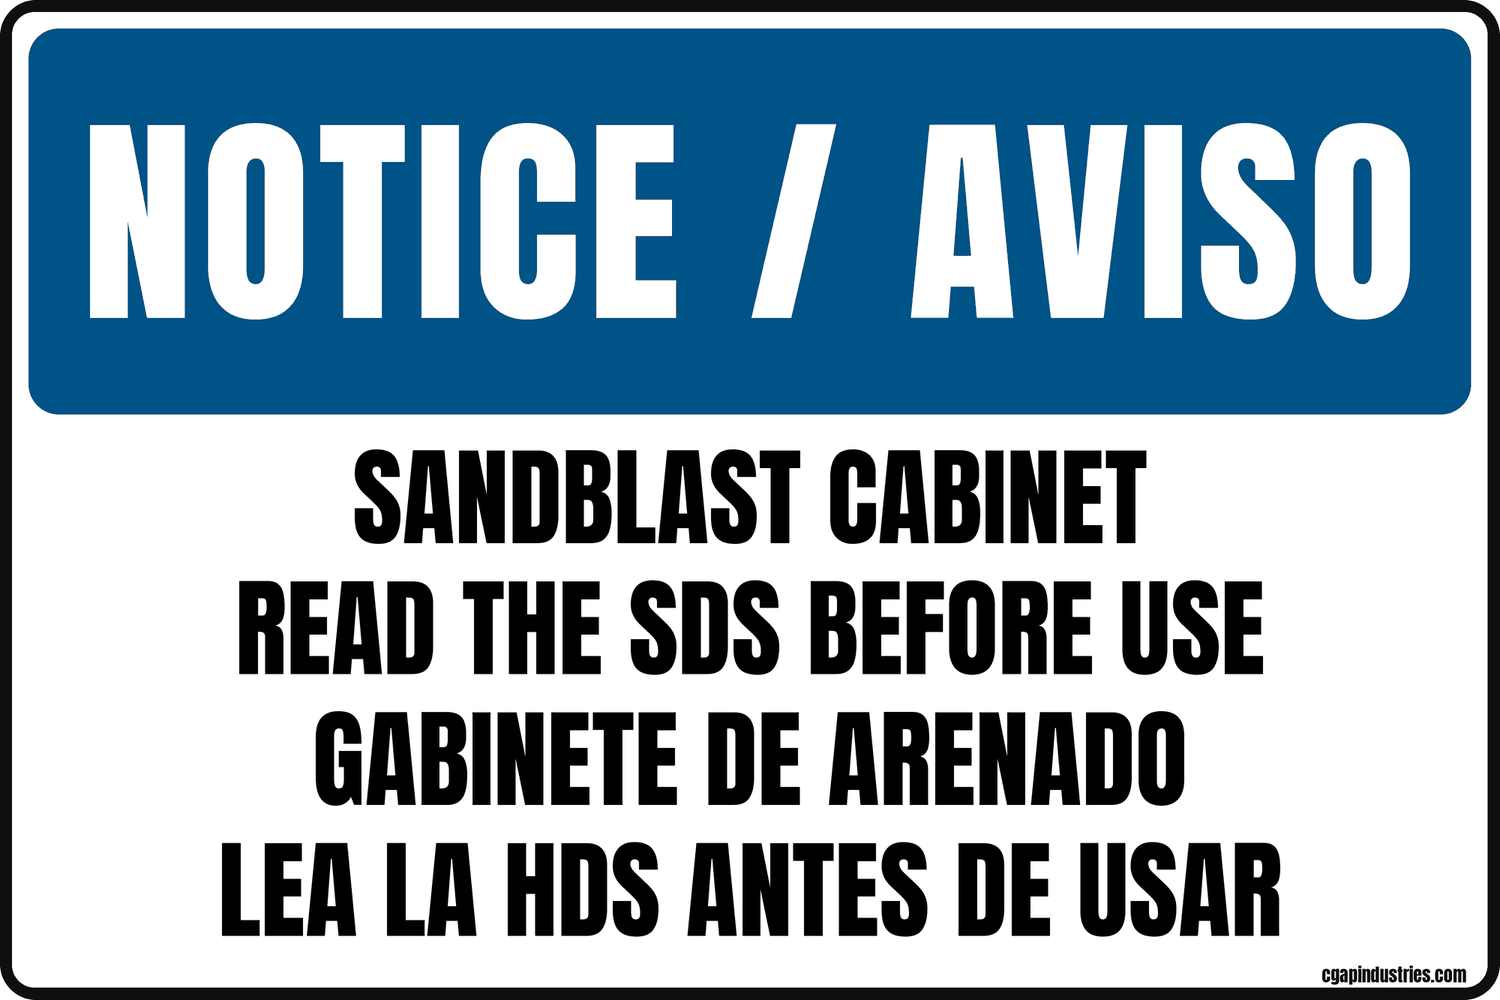 NOTICE / AVISO
SANDBLAST CABINET
READ THE SDS BEFORE USE
GABINETE DE ARENADO
LEA LA HDS ANTES DE USAR
cgapindustries.com